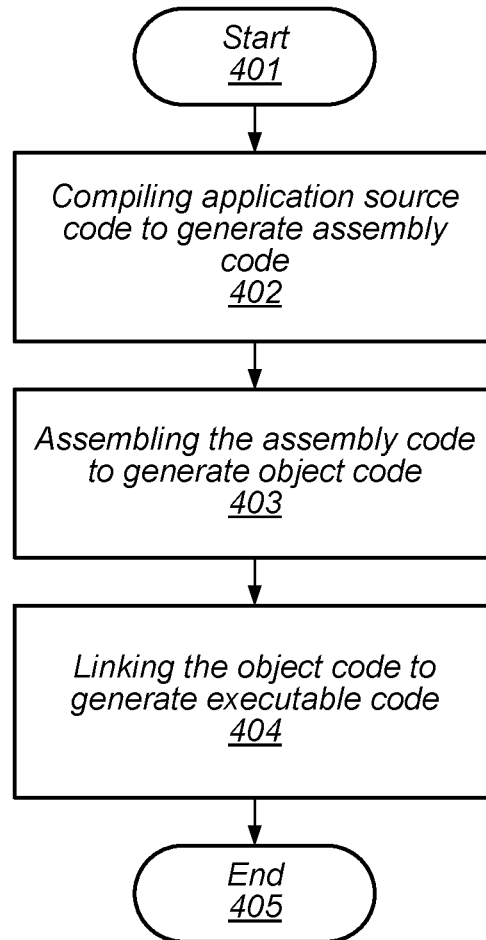 Start
401
Compiling application source
code to generate assembly
code
402
Assembling the assembly code
to generate object code
403
Linking the object code to
generate executable code
404
End
405